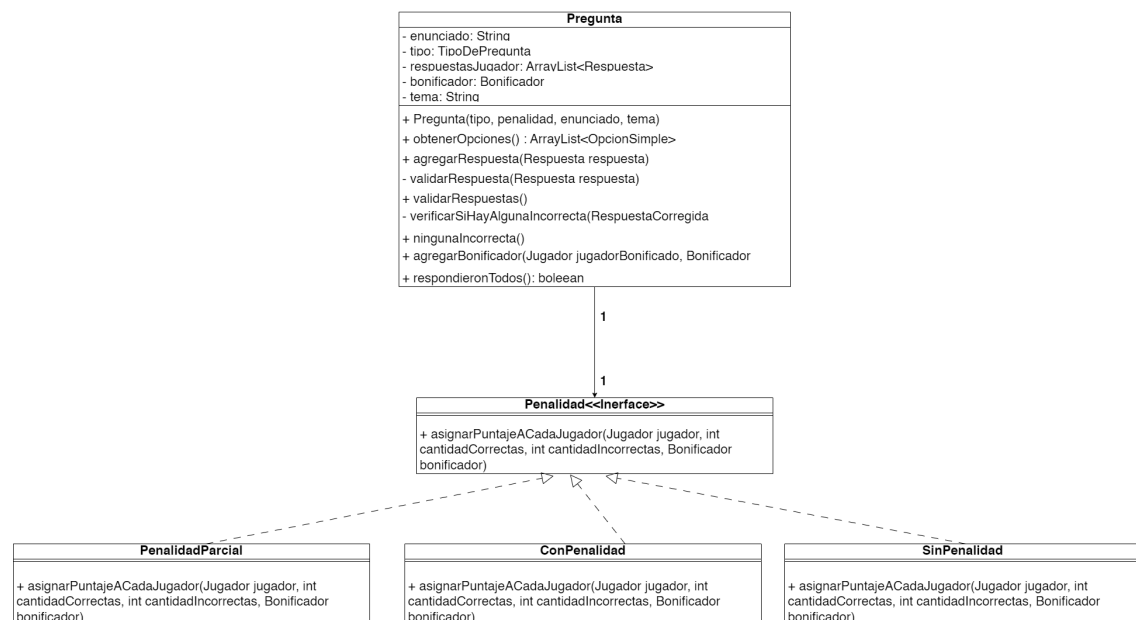 Pregunta
- enunciado: String
- tipo: TipoDePregunta
- respuestasJugador: ArrayList<Respuesta>
- bonificador: Bonificador
- tema: String
+ Pregunta(tipo, penalidad, enunciado, tema)
+ obtenerOpciones() : ArrayList<OpcionSimple>
+ agregarRespuesta(Respuesta respuesta)
- validarRespuesta(Respuesta respuesta)
+ validarRespuestas()
- verificarSiHayAlgunaIncorrecta(RespuestaCorregida
+ ningunaIncorrecta()
+ agregarBonificador(Jugador jugadorBonificado, Bonificador
+ respondieronTodos(): boleean
1
1
Penalidad<<Inerface>>
+ asignarPuntajeACadaJugador(Jugador jugador, int
cantidadCorrectas, int cantidadIncorrectas, Bonificador
bonificador)
PenalidadParcial
+ asignarPuntajeACadaJugador(Jugador jugador, int
cantidadCorrectas, int cantidadIncorrectas, Bonificador
bonificador)
ConPenalidad
+ asignarPuntajeACadaJugador(Jugador jugador, int
cantidadCorrectas, int cantidadIncorrectas, Bonificador
bonificador)
SinPenalidad
+ asignarPuntajeACadaJugador(Jugador jugador, int
cantidadCorrectas, int cantidadIncorrectas, Bonificador
bonificador)